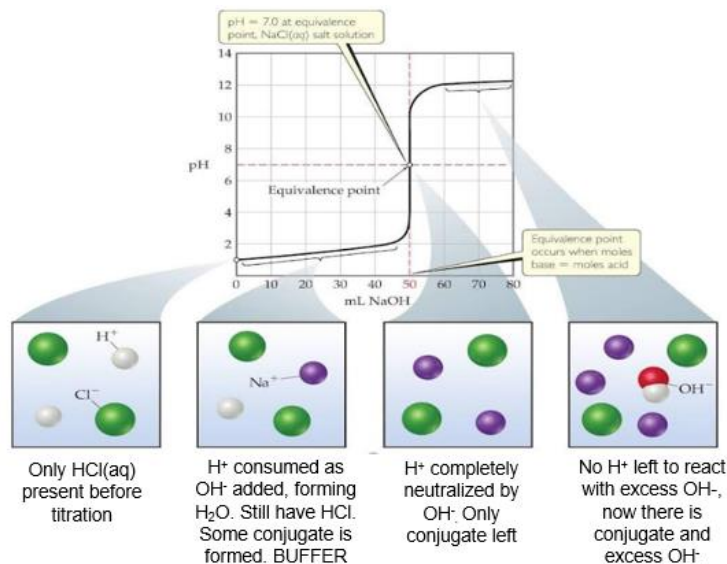 pH = 7.0 at equivalence
point, NaCl(aq) salt solution
14
12
10
8
pH
6
Equivalence point
4
2
Equivalence point
occurs when moles
base = moles acid
0 10 20 30 40 50 60 70 80
mL NaOH
H⁺
Cl⁻
Na⁺
OH⁻
Only HCl(aq)
present before
titration
H⁺ consumed as
OH⁻ added, forming
H₂O. Still have HCl.
Some conjugate is
formed. BUFFER
H⁺ completely
neutralized by
OH⁻. Only
conjugate left
No H⁺ left to react
with excess OH-,
now there is
conjugate and
excess OH⁻